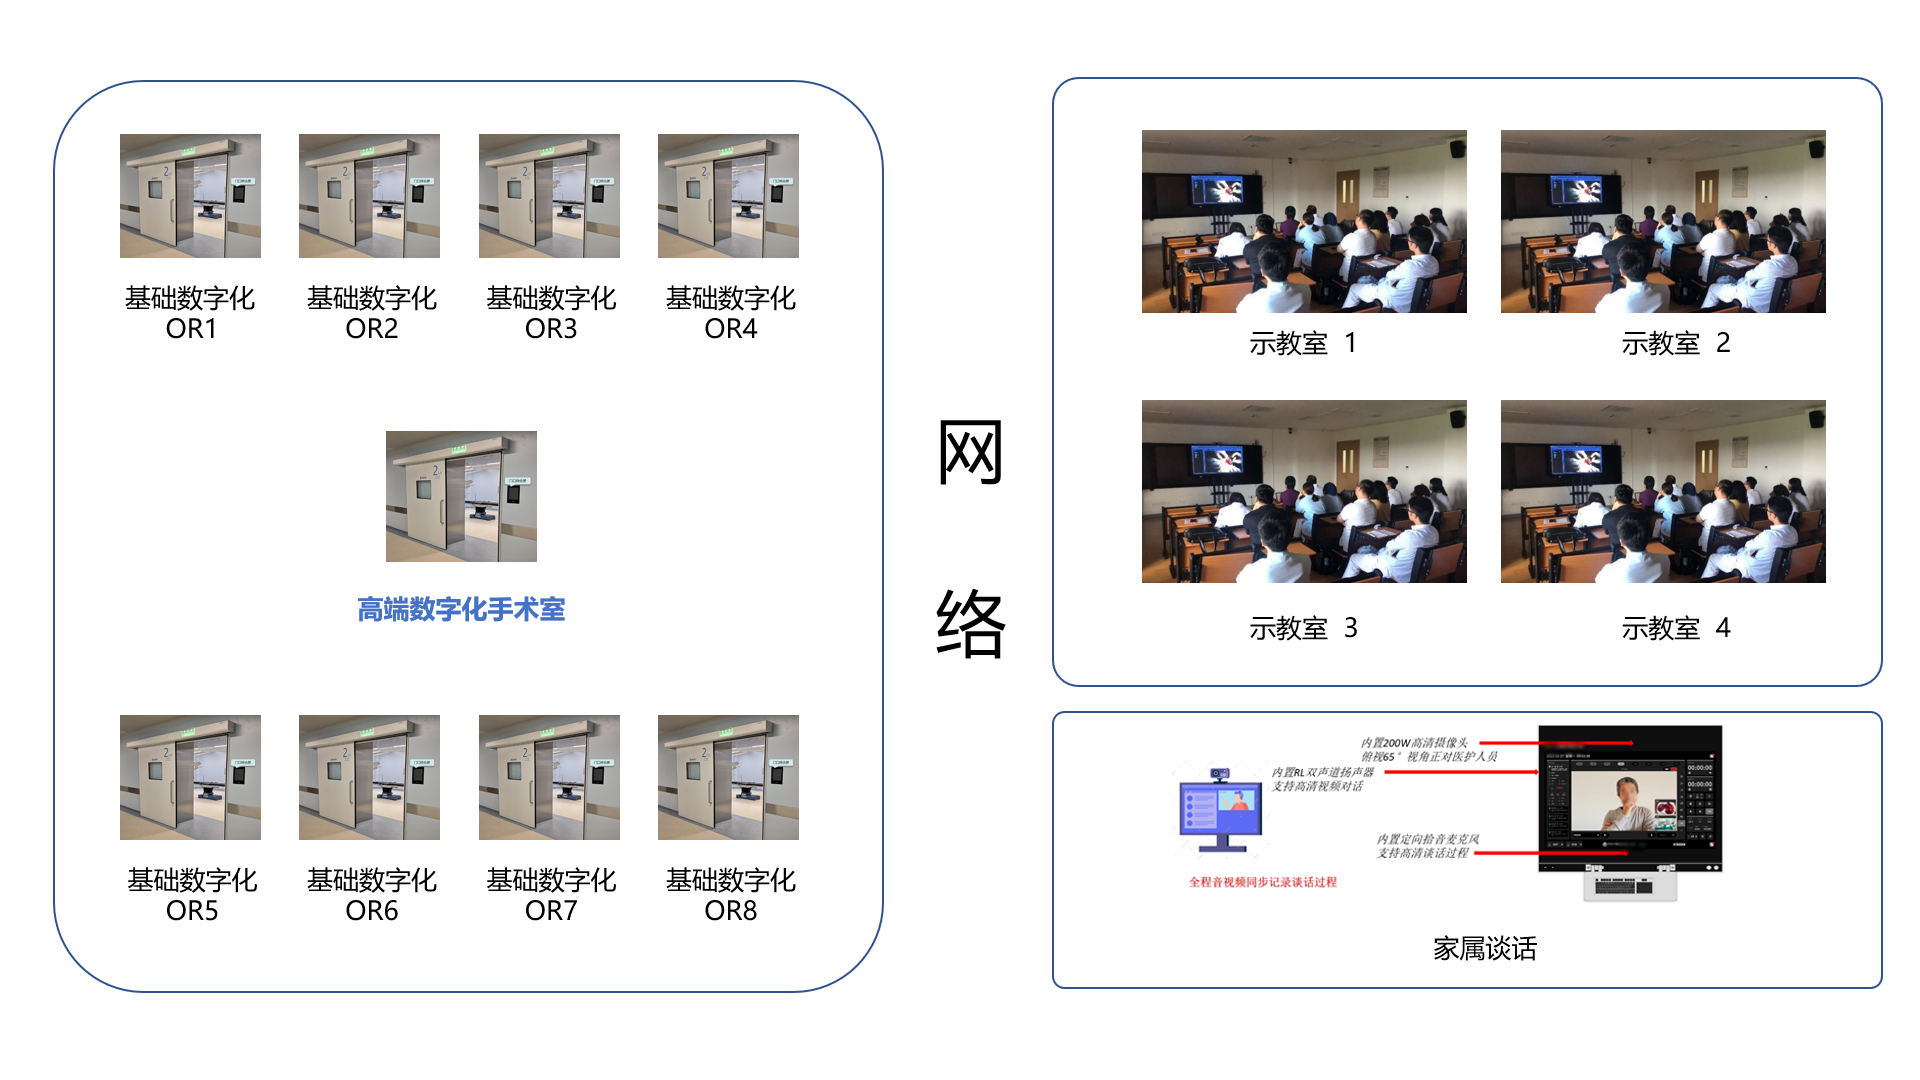 基础数字化
OR1
基础数字化
OR2
基础数字化
OR3
基础数字化
OR4
高端数字化手术室
基础数字化
OR5
基础数字化
OR6
基础数字化
OR7
基础数字化
OR8
网
络
示教室 1
示教室 2
示教室 3
示教室 4
内置200W高清摄像头
俯视65°视角正对医护人员
内置RL双声道扬声器
支持高清视频对话
内置定向拾音麦克风
支持高清谈话过程
全程音视频同步记录谈话过程
00:00:00
00:00:00
家属谈话